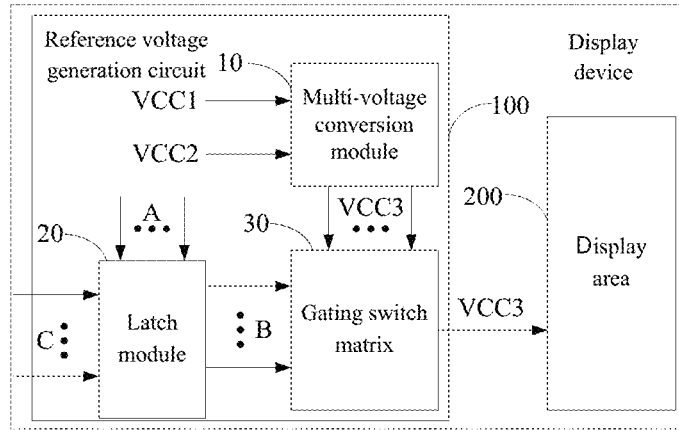 Reference voltage
generation circuit
10
Display
device
VCC1
Multi-voltage
conversion
module
100
VCC2
200
A
VCC3
20
30
Display
area
C
Latch
module
B
Gating switch
matrix
VCC3